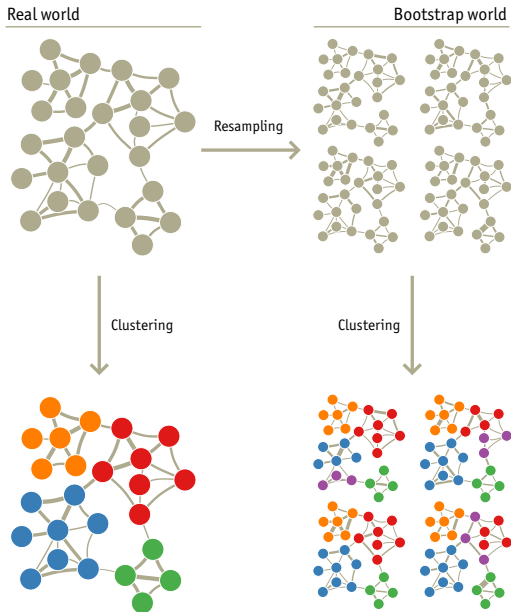 Real world
Bootstrap world
Resampling
Clustering
Clustering